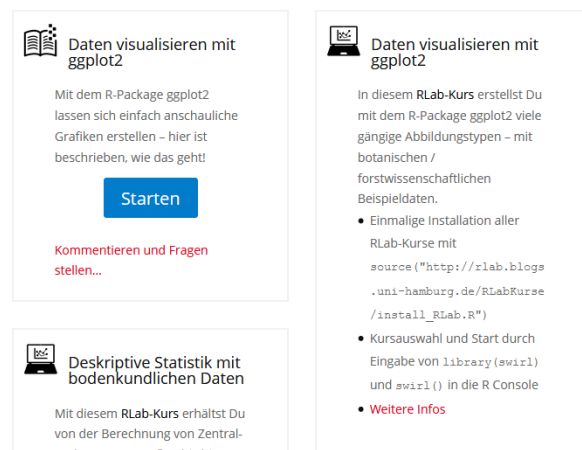 Daten visualisieren mit
ggplot2
Mit dem R-Package ggplot2
lassen sich einfach anschauliche
Grafiken erstellen – hier ist
beschrieben, wie das geht!
Starten
Kommentieren und Fragen
stellen...
Deskriptive Statistik mit
bodenkundlichen Daten
Mit diesem RLab-Kurs erhältst Du
von der Berechnung von Zentral-
Daten visualisieren mit
ggplot2
In diesem RLab-Kurs erstellst Du
mit dem R-Package ggplot2 viele
gängige Abbildungstypen – mit
botanischen /
forstwissenschaftlichen
Beispieldaten.
Einmalige Installation aller
RLab-Kurse mit
source("http://rlab.blogs
.uni-hamburg.de/RLabKurse
/install_RLab.R")
Kursauswahl und Start durch
Eingabe von library(swirl)
und swirl() in die R Console
Weitere Infos